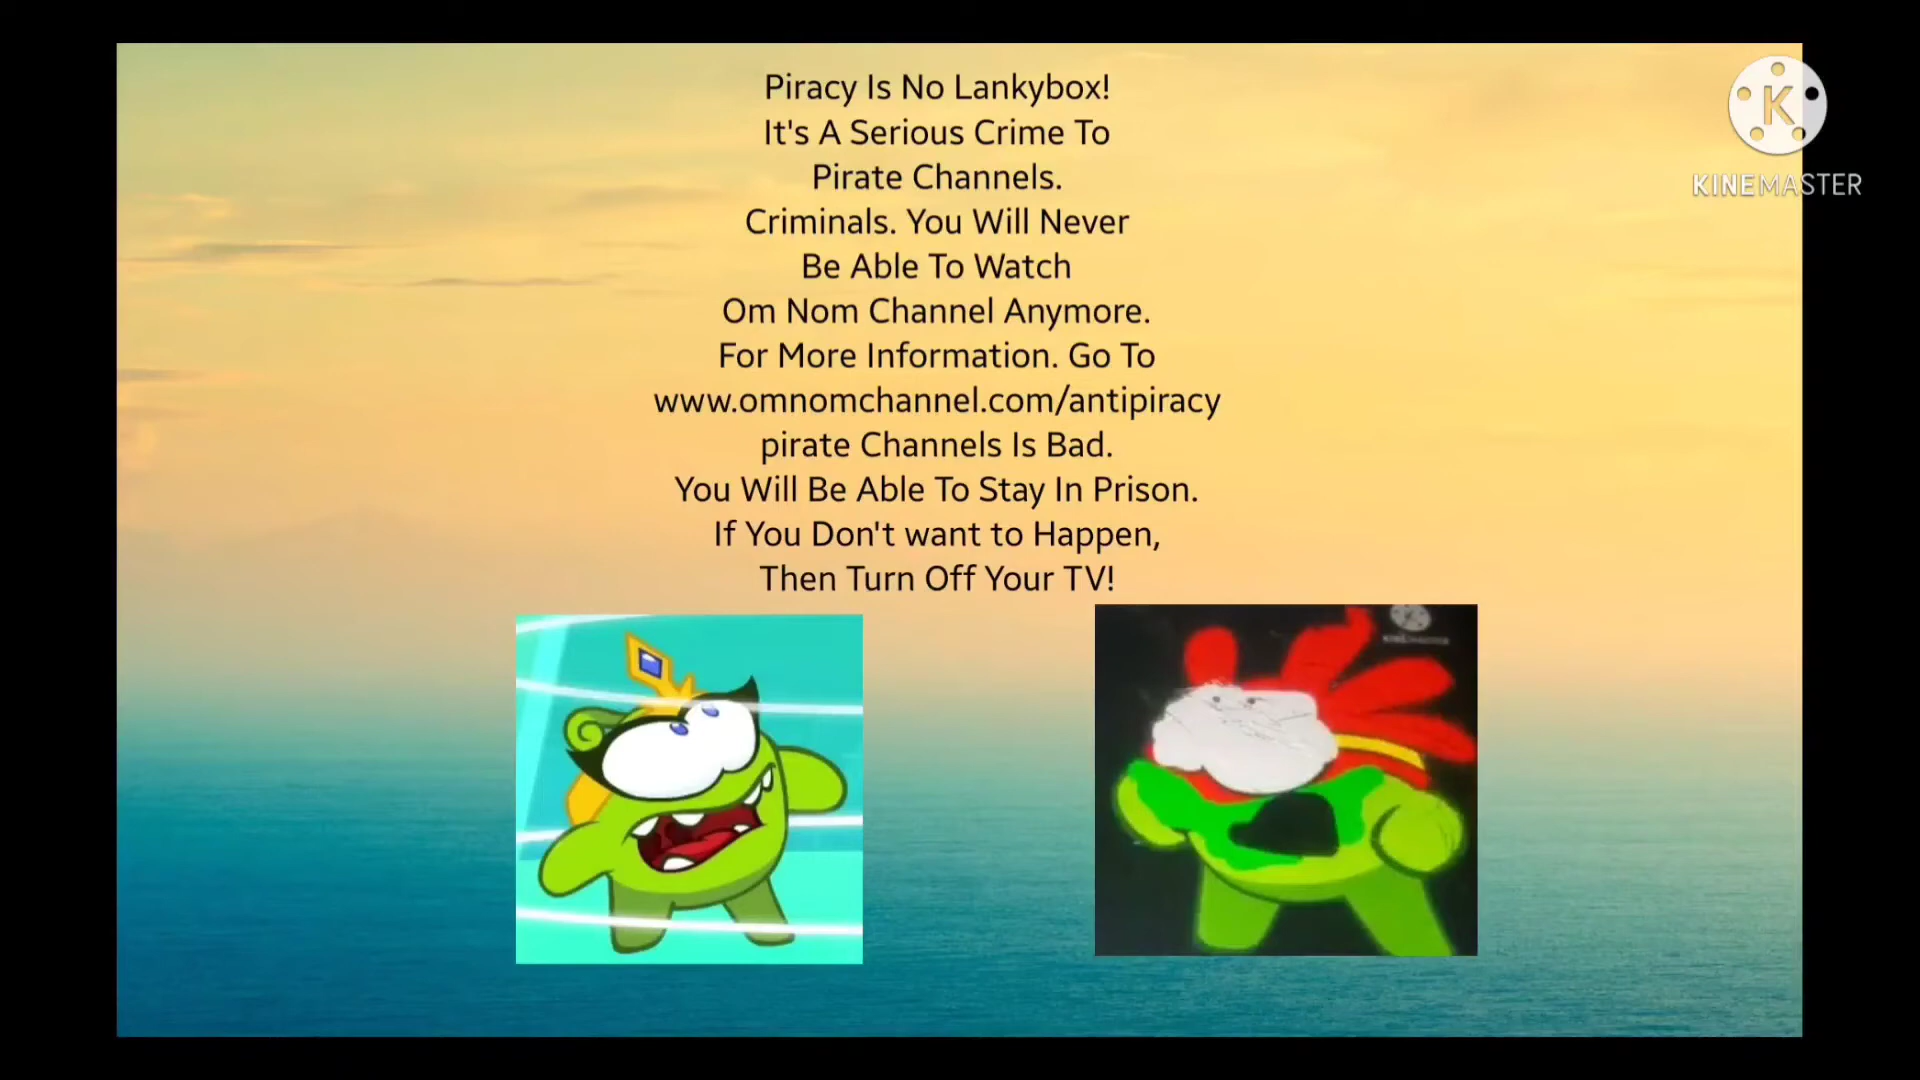 Piracy Is No Lankybox!
It's A Serious Crime To
Pirate Channels.
Criminals. You Will Never
Be Able To Watch
Om Nom Channel Anymore.
For More Information. Go To
www.omnomchannel.com/antipiracy
pirate Channels Is Bad.
You Will Be Able To Stay In Prison.
If You Don't want to Happen,
Then Turn Off Your TV!
K
KINEMASTER
KINEMASTER